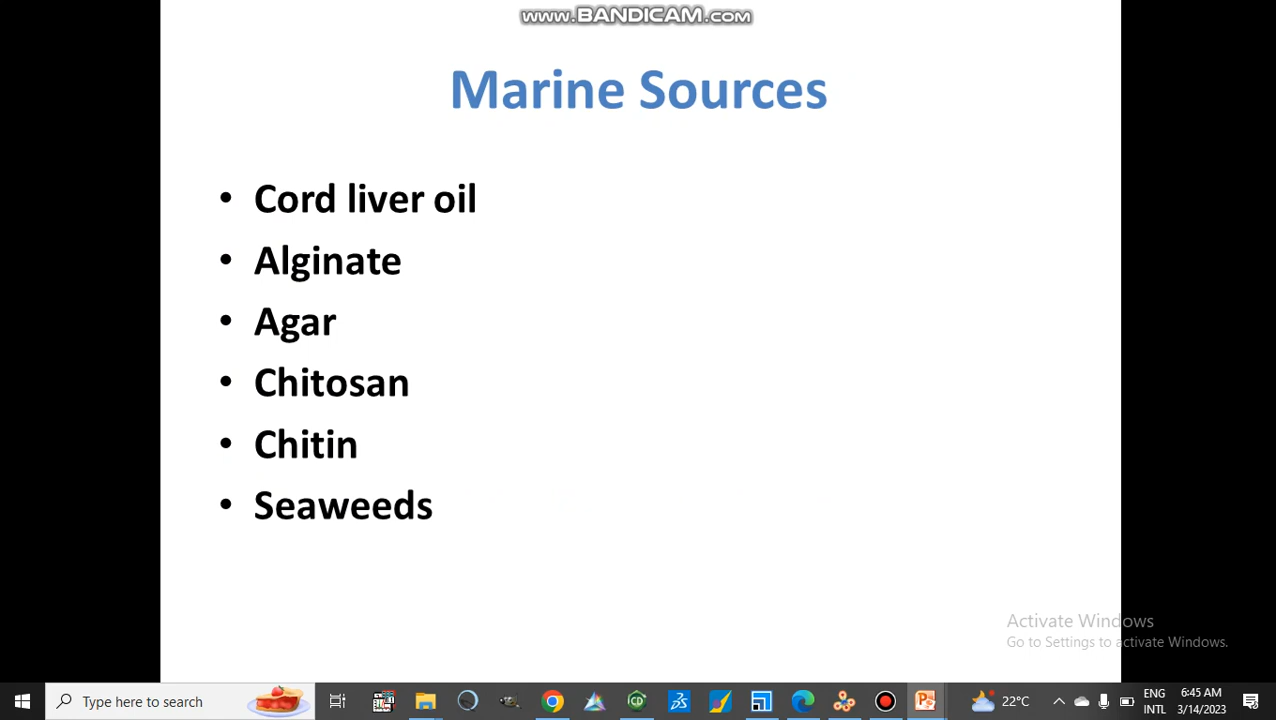 www.BANDICAM.com
Marine Sources
• Cord liver oil
• Alginate
• Agar
• Chitosan
• Chitin
• Seaweeds
Activate Windows
Go to Settings to activate Windows.
Type here to search
22°C
ENG
INTL
6:45 AM
3/14/2023